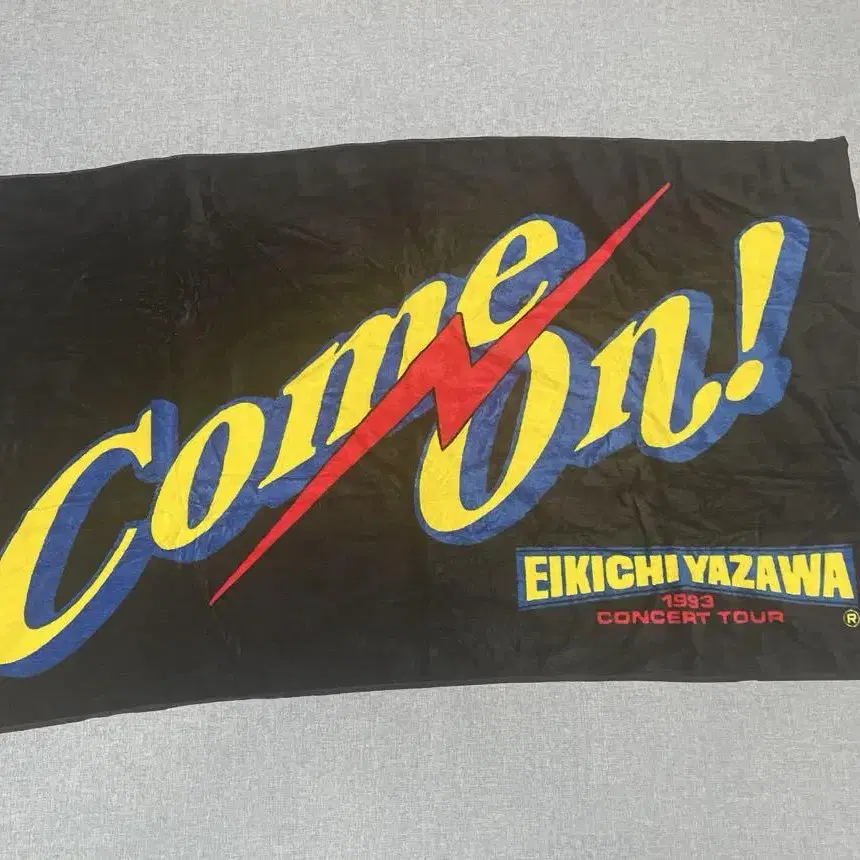 Come
On!
EIKICHI YAZAWA
1993
CONCERT TOUR
®